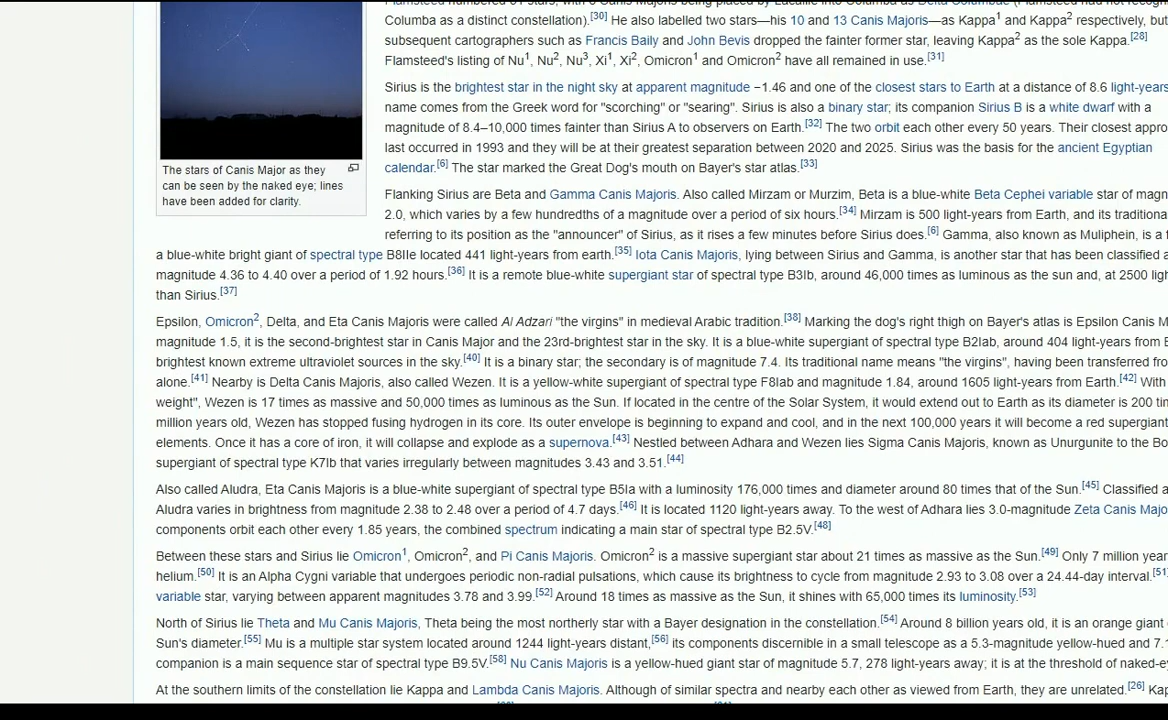 Flamsteed numbered 31 stars, with 3 Canis Majoris being placed by Lacaille into Columba as Delta Columbae (Flamsteed had not recogn
Columba as a distinct constellation).[30] He also labelled two stars—his 10 and 13 Canis Majoris—as Kappa1 and Kappa2 respectively, but
subsequent cartographers such as Francis Baily and John Bevis dropped the fainter former star, leaving Kappa2 as the sole Kappa.[28]
Flamsteed's listing of Nu1, Nu2, Nu3, Xi1, Xi2, Omicron1 and Omicron2 have all remained in use.[31]
Sirius is the brightest star in the night sky at apparent magnitude −1.46 and one of the closest stars to Earth at a distance of 8.6 light-years
name comes from the Greek word for "scorching" or "searing". Sirius is also a binary star; its companion Sirius B is a white dwarf with a
magnitude of 8.4–10,000 times fainter than Sirius A to observers on Earth.[32] The two orbit each other every 50 years. Their closest appro
last occurred in 1993 and they will be at their greatest separation between 2020 and 2025. Sirius was the basis for the ancient Egyptian
calendar.[6] The star marked the Great Dog's mouth on Bayer's star atlas.[33]
The stars of Canis Major as they
can be seen by the naked eye; lines
have been added for clarity.
Flanking Sirius are Beta and Gamma Canis Majoris. Also called Mirzam or Murzim, Beta is a blue-white Beta Cephei variable star of magn
2.0, which varies by a few hundredths of a magnitude over a period of six hours.[34] Mirzam is 500 light-years from Earth, and its traditiona
referring to its position as the "announcer" of Sirius, as it rises a few minutes before Sirius does.[6] Gamma, also known as Muliphein, is a f
a blue-white bright giant of spectral type B8IIe located 441 light-years from earth.[35] Iota Canis Majoris, lying between Sirius and Gamma, is another star that has been classified a
magnitude 4.36 to 4.40 over a period of 1.92 hours.[36] It is a remote blue-white supergiant star of spectral type B3Ib, around 46,000 times as luminous as the sun and, at 2500 ligh
than Sirius.[37]
Epsilon, Omicron2, Delta, and Eta Canis Majoris were called Al Adzari "the virgins" in medieval Arabic tradition.[38] Marking the dog's right thigh on Bayer's atlas is Epsilon Canis M
magnitude 1.5, it is the second-brightest star in Canis Major and the 23rd-brightest star in the sky. It is a blue-white supergiant of spectral type B2Iab, around 404 light-years from E
brightest known extreme ultraviolet sources in the sky.[40] It is a binary star; the secondary is of magnitude 7.4. Its traditional name means "the virgins", having been transferred fro
alone.[41] Nearby is Delta Canis Majoris, also called Wezen. It is a yellow-white supergiant of spectral type F8Iab and magnitude 1.84, around 1605 light-years from Earth.[42] With
weight", Wezen is 17 times as massive and 50,000 times as luminous as the Sun. If located in the centre of the Solar System, it would extend out to Earth as its diameter is 200 tim
million years old, Wezen has stopped fusing hydrogen in its core. Its outer envelope is beginning to expand and cool, and in the next 100,000 years it will become a red supergiant
elements. Once it has a core of iron, it will collapse and explode as a supernova.[43] Nestled between Adhara and Wezen lies Sigma Canis Majoris, known as Unurgunite to the Bo
supergiant of spectral type K7Ib that varies irregularly between magnitudes 3.43 and 3.51.[44]
Also called Aludra, Eta Canis Majoris is a blue-white supergiant of spectral type B5Ia with a luminosity 176,000 times and diameter around 80 times that of the Sun.[45] Classified a
Aludra varies in brightness from magnitude 2.38 to 2.48 over a period of 4.7 days.[46] It is located 1120 light-years away. To the west of Adhara lies 3.0-magnitude Zeta Canis Majo
components orbit each other every 1.85 years, the combined spectrum indicating a main star of spectral type B2.5V.[48]
Between these stars and Sirius lie Omicron1, Omicron2, and Pi Canis Majoris. Omicron2 is a massive supergiant star about 21 times as massive as the Sun.[49] Only 7 million year
helium.[50] It is an Alpha Cygni variable that undergoes periodic non-radial pulsations, which cause its brightness to cycle from magnitude 2.93 to 3.08 over a 24.44-day interval.[51]
variable star, varying between apparent magnitudes 3.78 and 3.99.[52] Around 18 times as massive as the Sun, it shines with 65,000 times its luminosity.[53]
North of Sirius lie Theta and Mu Canis Majoris, Theta being the most northerly star with a Bayer designation in the constellation.[54] Around 8 billion years old, it is an orange giant
Sun's diameter.[55] Mu is a multiple star system located around 1244 light-years distant,[56] its components discernible in a small telescope as a 5.3-magnitude yellow-hued and 7.1
companion is a main sequence star of spectral type B9.5V.[58] Nu Canis Majoris is a yellow-hued giant star of magnitude 5.7, 278 light-years away; it is at the threshold of naked-ey
At the southern limits of the constellation lie Kappa and Lambda Canis Majoris. Although of similar spectra and nearby each other as viewed from Earth, they are unrelated.[26] Kap